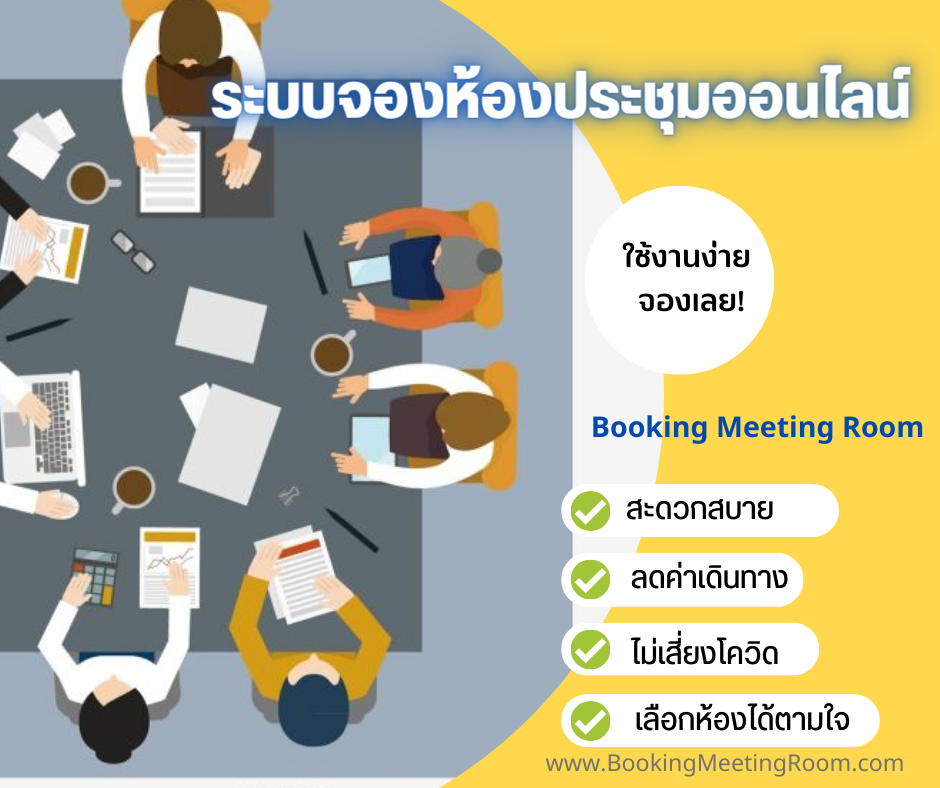 ระบบจองห้องประชุมออนไลน์
ใช้งานง่าย
จองเลย!
Booking Meeting Room
สะดวกสบาย
ลดค่าเดินทาง
ไม่เสี่ยงโควิด
เลือกห้องได้ตามใจ
www.BookingMeetingRoom.com